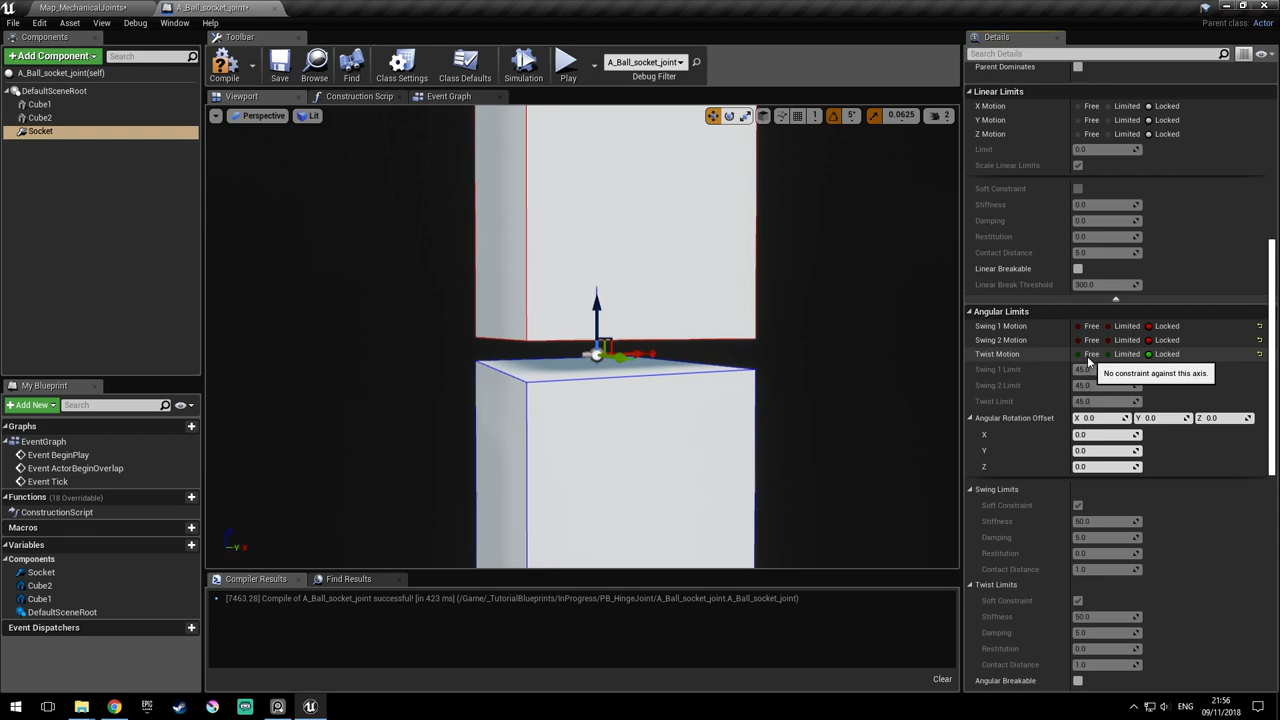 Map_MechanicalJoints*
A_Ball_socket_joint*
File Edit Asset View Debug Window Help
Parent class: Actor
Components
Toolbar
Details
Add Component
Search
Search Details
A_Ball_socket_joint(self)
Compile
Save
Browse
Find
Class Settings
Class Defaults
Simulation
Play
A_Ball_socket_joint
Debug Filter
Parent Dominates
DefaultSceneRoot
Cube1
Cube2
Socket
Viewport
Construction Scrip
Event Graph
Perspective
Lit
1
5°
0.0625
2
Linear Limits
X Motion Free Limited Locked
Y Motion Free Limited Locked
Z Motion Free Limited Locked
Limit 0.0
Scale Linear Limits
Soft Constraint
Stiffness 0.0
Damping 0.0
Restitution 0.0
Contact Distance 5.0
Linear Breakable
Linear Break Threshold 300.0
Angular Limits
Swing 1 Motion Free Limited Locked
Swing 2 Motion Free Limited Locked
Twist Motion Free Limited Locked
Swing 1 Limit 45.0
No constraint against this axis.
Swing 2 Limit 45.0
Twist Limit 45.0
Angular Rotation Offset X 0.0 Y 0.0 Z 0.0
X 0.0
Y 0.0
Z 0.0
Swing Limits
Soft Constraint
Stiffness 50.0
Damping 5.0
Restitution 0.0
Contact Distance 1.0
Twist Limits
Soft Constraint
Stiffness 50.0
Damping 5.0
Restitution 0.0
Contact Distance 1.0
Angular Breakable
My Blueprint
Add New
Search
Graphs
EventGraph
Event BeginPlay
Event ActorBeginOverlap
Event Tick
Functions (18 Overridable)
ConstructionScript
Macros
Variables
Components
Socket
Cube2
Cube1
DefaultSceneRoot
Event Dispatchers
Y X
Compiler Results
Find Results
[7463.28] Compile of A_Ball_socket_joint successful! [in 423 ms] (/Game/_TutorialBlueprints/InProgress/PB_HingeJoint/A_Ball_socket_joint.A_Ball_socket_joint)
Clear
EPIC
ENG
21:56
09/11/2018